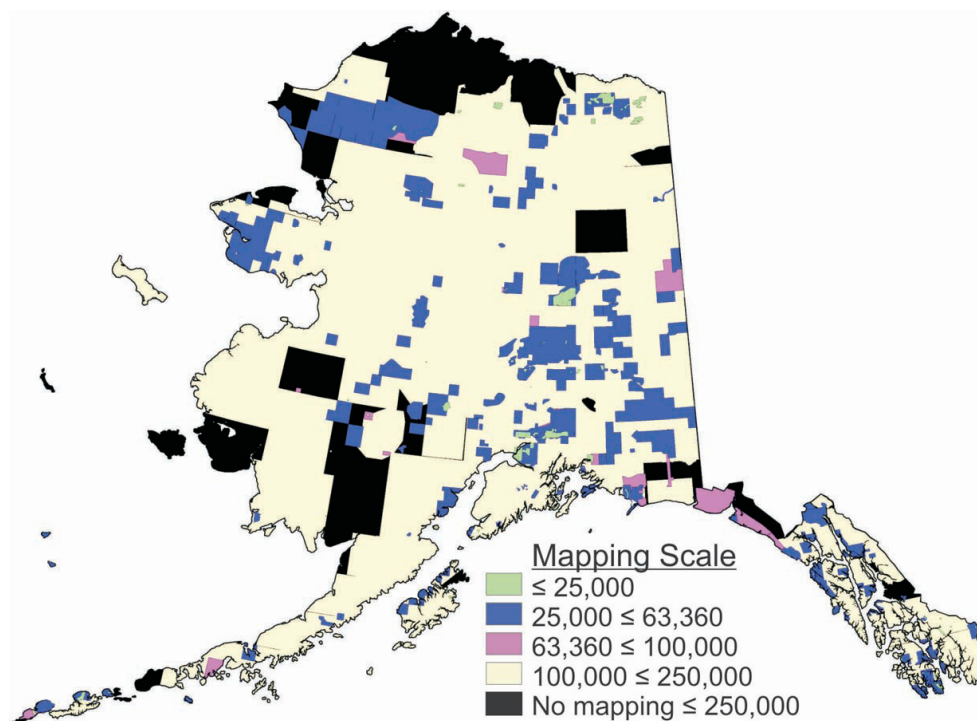 Mapping Scale
≤ 25,000
25,000 ≤ 63,360
63,360 ≤ 100,000
100,000 ≤ 250,000
No mapping ≤ 250,000